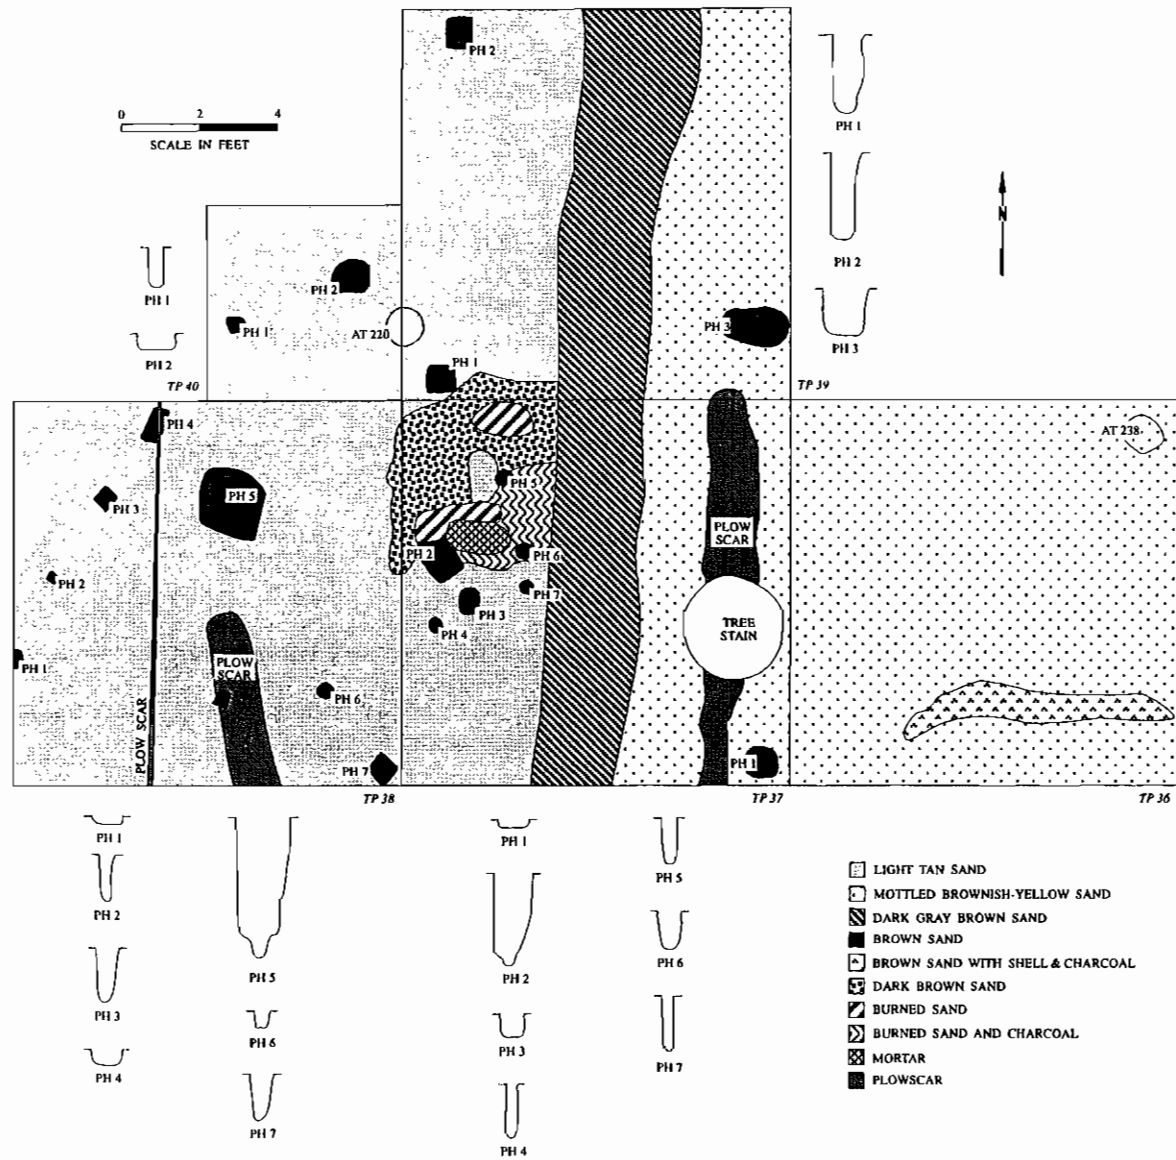 PH 2
0 2 4
SCALE IN FEET
PH 1
PH 2
PH 3
N
PH 1
PH 2
PH 2
PH 1
AT 220
PH 1
PH 3
TP 40
TP 39
PH 4
PH 3
PH 2
PH 1
PH 5
PLOW SCAR
PLOW
SCAR
PH 6
PH 7
PH 5
PH 2
PH 6
PH 7
PH 3
PH 4
PLOW
SCAR
TREE
STAIN
PH 1
AT 238
TP 38
TP 37
TP 36
PH 1
PH 2
PH 3
PH 4
PH 5
PH 6
PH 7
PH 1
PH 2
PH 3
PH 4
PH 5
PH 6
PH 7
LIGHT TAN SAND
MOTTLED BROWNISH-YELLOW SAND
DARK GRAY BROWN SAND
BROWN SAND
BROWN SAND WITH SHELL & CHARCOAL
DARK BROWN SAND
BURNED SAND
BURNED SAND AND CHARCOAL
MORTAR
PLOWSCAR